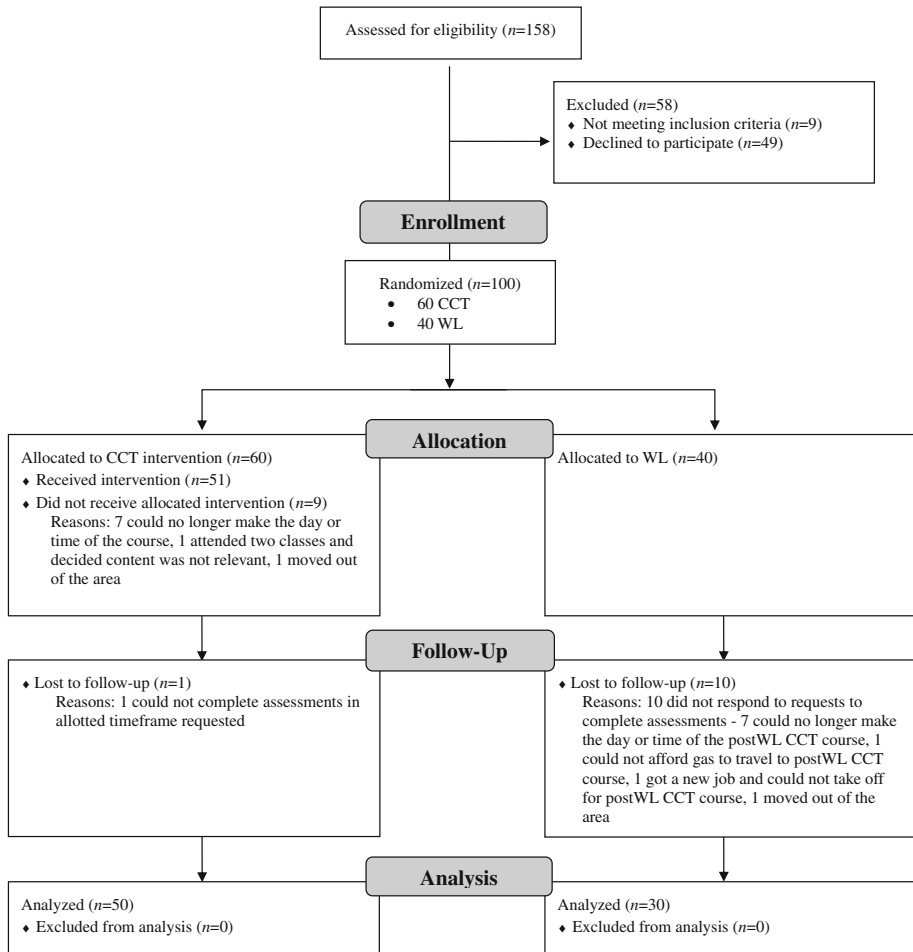 Assessed for eligibility (n=158)
Excluded (n=58)
♦ Not meeting inclusion criteria (n=9)
♦ Declined to participate (n=49)
Enrollment
Randomized (n=100)
• 60 CCT
• 40 WL
Allocation
Allocated to CCT intervention (n=60)
♦ Received intervention (n=51)
♦ Did not receive allocated intervention (n=9)
Reasons: 7 could no longer make the day or
time of the course, 1 attended two classes and
decided content was not relevant, 1 moved out
of the area
Allocated to WL (n=40)
Follow-Up
♦ Lost to follow-up (n=1)
Reasons: 1 could not complete assessments in
allotted timeframe requested
♦ Lost to follow-up (n=10)
Reasons: 10 did not respond to requests to
complete assessments - 7 could no longer make
the day or time of the postWL CCT course, 1
could not afford gas to travel to postWL CCT
course, 1 got a new job and could not take off
for postWL CCT course, 1 moved out of the
area
Analysis
Analyzed (n=50)
♦ Excluded from analysis (n=0)
Analyzed (n=30)
♦ Excluded from analysis (n=0)